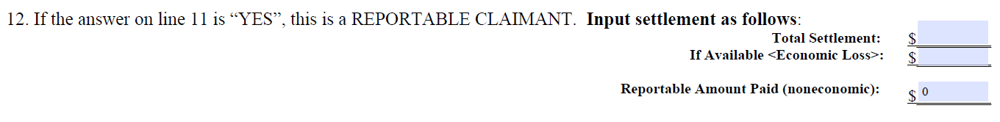 12. If the answer on line 11 is “YES”, this is a REPORTABLE CLAIMANT. Input settlement as follows:
Total Settlement: $
If Available <Economic Loss>: $
Reportable Amount Paid (noneconomic): $ 0